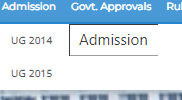 Admission Govt. Approvals
UG 2014 Admission
UG 2015